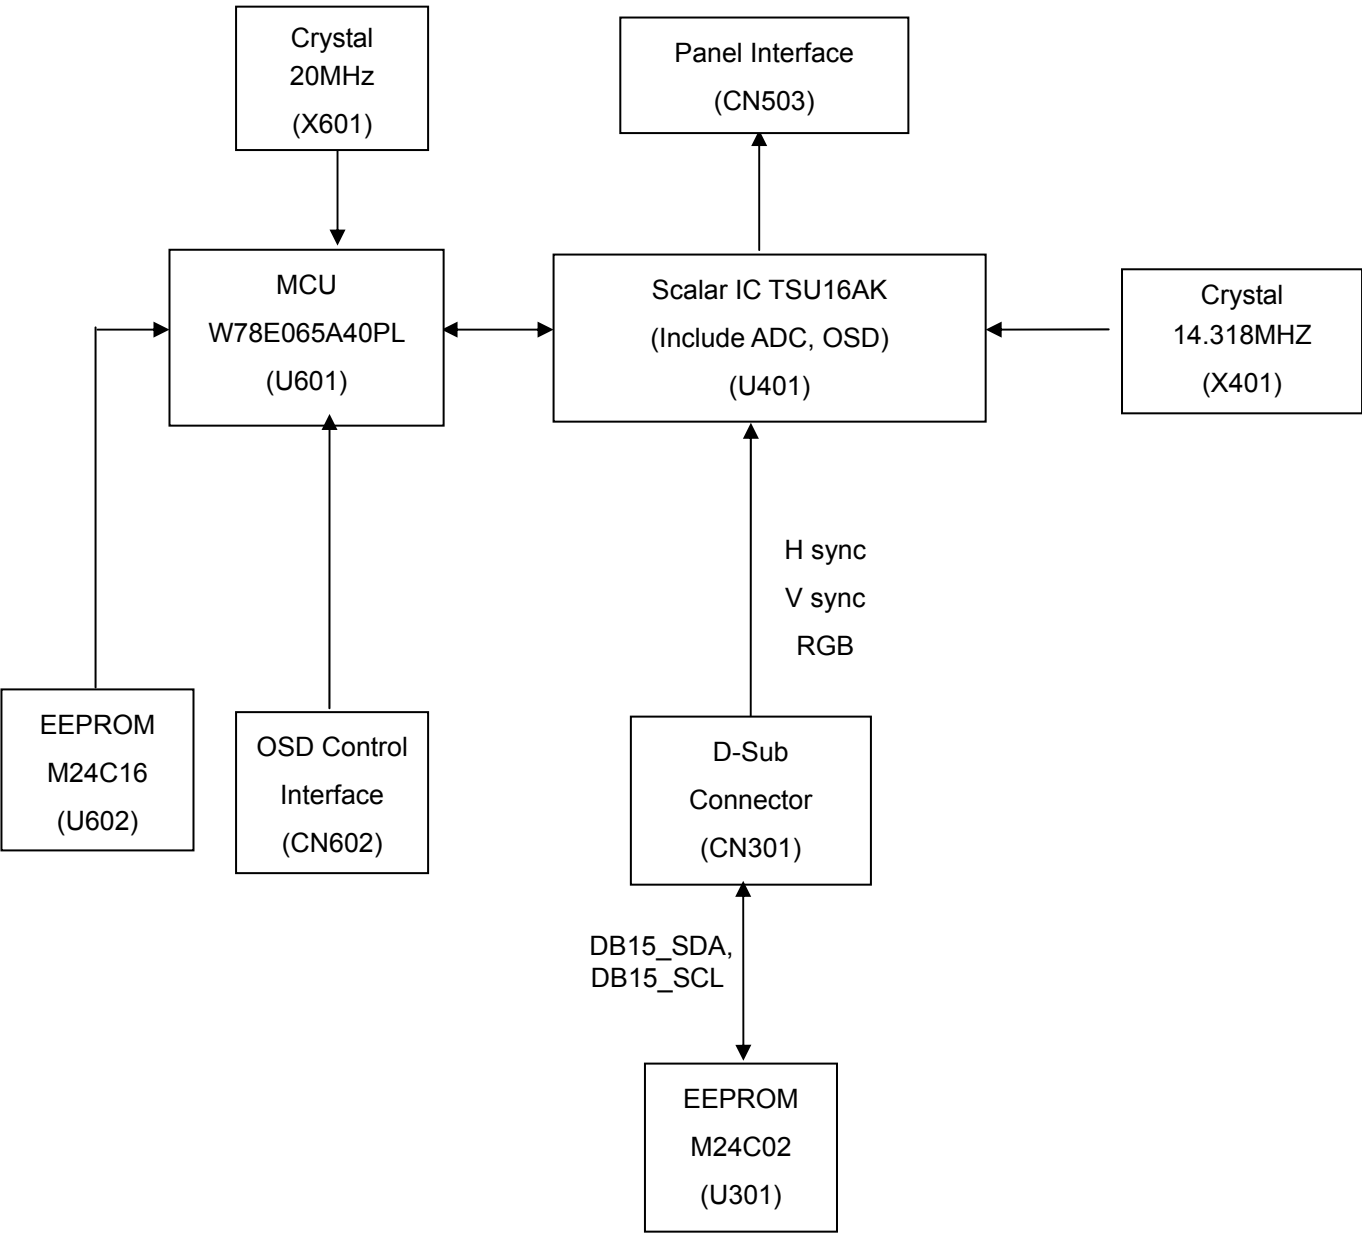 Crystal
20MHz
(X601)
Panel Interface
(CN503)
MCU
W78E065A40PL
(U601)
Scalar IC TSU16AK
(Include ADC, OSD)
(U401)
Crystal
14.318MHZ
(X401)
H sync
V sync
RGB
EEPROM
M24C16
(U602)
OSD Control
Interface
(CN602)
D-Sub
Connector
(CN301)
DB15_SDA,
DB15_SCL
EEPROM
M24C02
(U301)